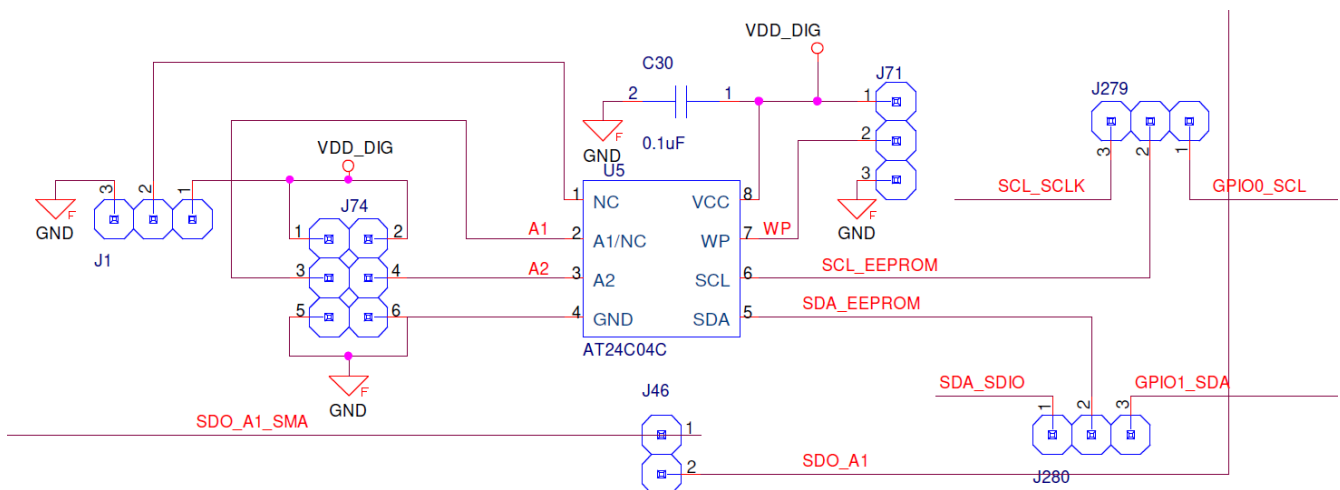 VDD_DIG
C30
J71
2 1
1
J279
GND
0.1uF
2
3 2 1
VDD_DIG
U5
3
SCL_SCLK
GPIO0_SCL
3 2 1
1 NC VCC 8
GND
F
F
F
GND
J74
J1
1 2
A1 2 A1/NC WP 7 WP
3 4
A2 3 A2 SCL 6 SCL_EEPROM
5 6
4 GND SDA 5 SDA_EEPROM
AT24C04C
F
GND
J46
SDA_SDIO
GPIO1_SDA
1 2 3
SDO_A1_SMA
1
2
SDO_A1
J280